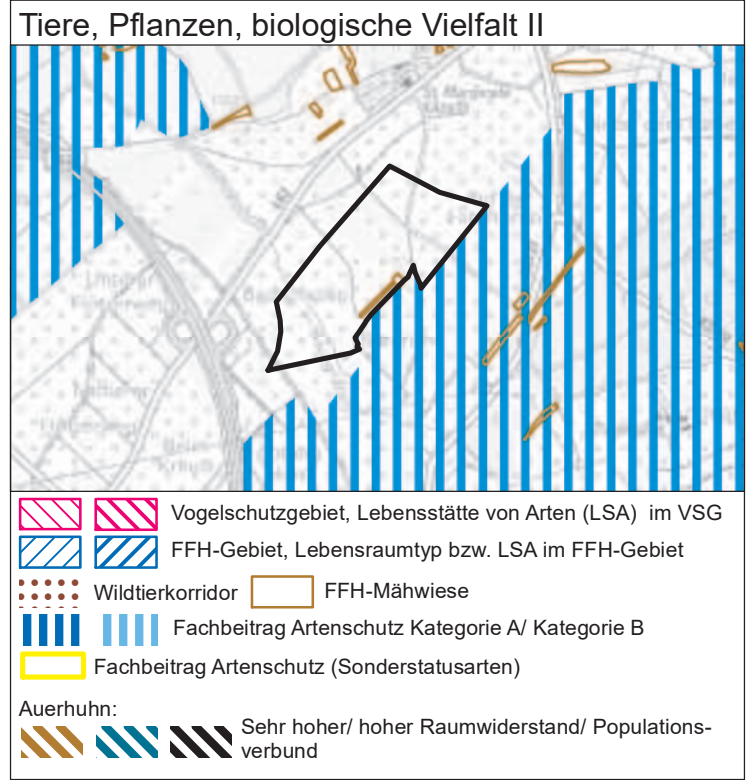 Tiere, Pflanzen, biologische Vielfalt II
Vogelschutzgebiet, Lebensstätte von Arten (LSA) im VSG
FFH-Gebiet, Lebensraumtyp bzw. LSA im FFH-Gebiet
Wildtierkorridor FFH-Mähwiese
Fachbeitrag Artenschutz Kategorie A/ Kategorie B
Fachbeitrag Artenschutz (Sonderstatusarten)
Auerhuhn:
Sehr hoher/ hoher Raumwiderstand/ Populations-
verbund